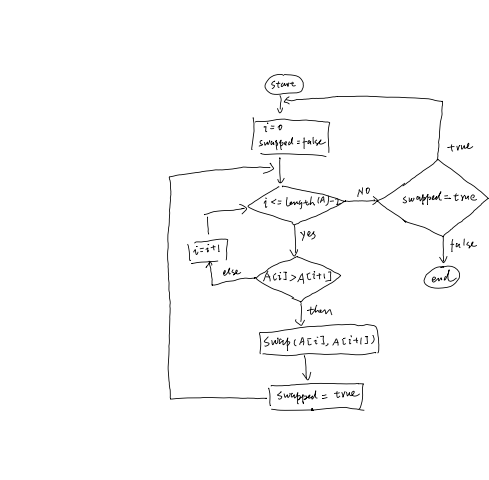 start
i=0
swapped=false
i <= length(A)-2
NO
swapped=true
true
false
end
yes
i=i+1
else
A[i]>A[i+1]
then
swap(A[i], A[i+1])
swapped = true